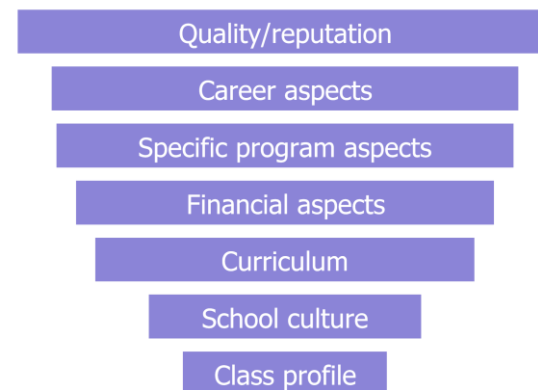 Quality/reputation
Career aspects
Specific program aspects
Financial aspects
Curriculum
School culture
Class profile